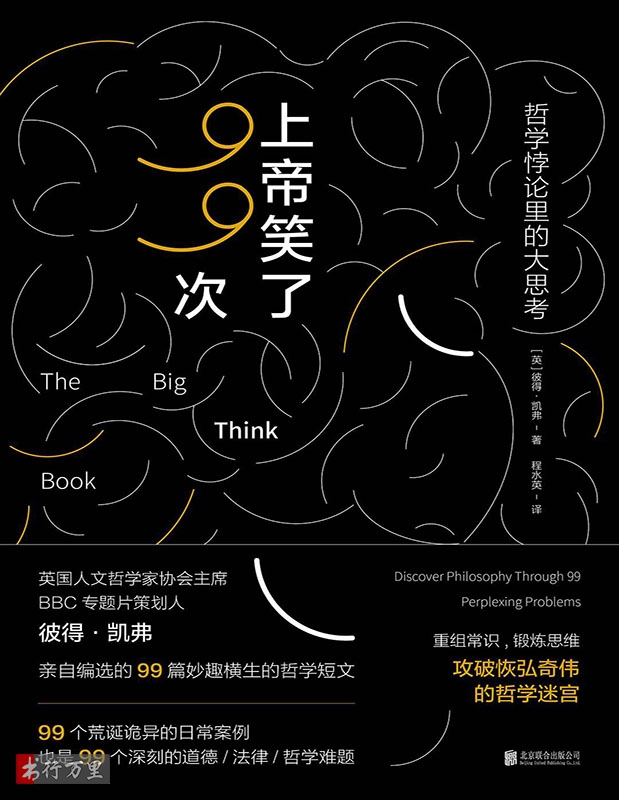 上帝笑了
99
次
哲学悖论里的大思考
[英]彼得·凯弗-著
程水英-译
The Big
Think
Book
英国人文哲学家协会主席
BBC 专题片策划人
彼得·凯弗
亲自编选的 99 篇妙趣横生的哲学短文
99 个荒诞诡异的日常案例
也是 99 个深刻的道德 / 法律 / 哲学难题
Discover Philosophy Through 99
Perplexing Problems
重组常识，锻炼思维
攻破恢弘奇伟
的哲学迷宫
北京联合出版公司
Beijing United Publishing Co.,Ltd.
书行万里